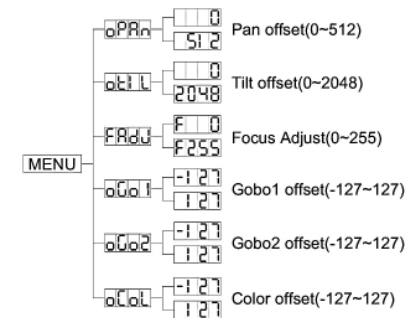 oPAn
0
512
Pan offset(0~512)
otIL
0
2048
Tilt offset(0~2048)
FAdJ
F 0
F255
Focus Adjust(0~255)
MENU
oGo1
-127
127
Gobo1 offset(-127~127)
oGo2
-127
127
Gobo2 offset(-127~127)
oCoL
-127
127
Color offset(-127~127)